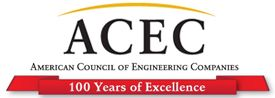 ACEC
AMERICAN COUNCIL OF ENGINEERING COMPANIES
100 Years of Excellence